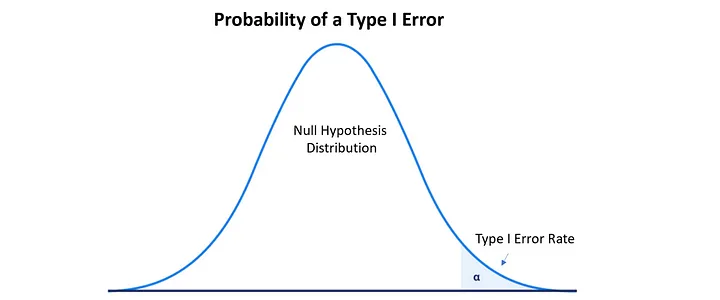 Probability of a Type I Error
Null Hypothesis
Distribution
Type I Error Rate
α